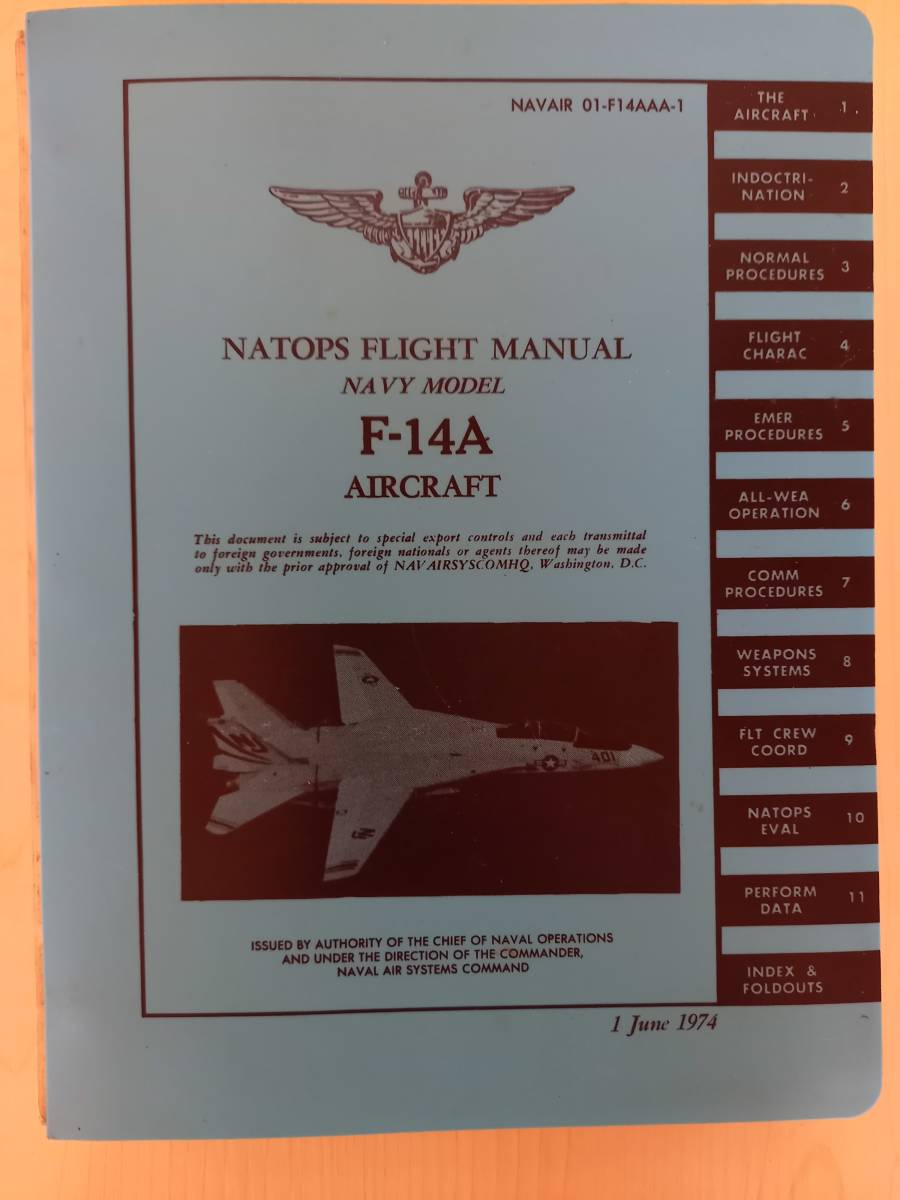 NAVAIR 01-F14AAA-1
NATOPS FLIGHT MANUAL
NAVY MODEL
F-14A
AIRCRAFT
This document is subject to special export controls and each transmittal
to foreign governments, foreign nationals or agents thereof may be made
only with the prior approval of NAVAIRSYSCOMHQ, Washington, D.C.
401
NJ
ISSUED BY AUTHORITY OF THE CHIEF OF NAVAL OPERATIONS
AND UNDER THE DIRECTION OF THE COMMANDER,
NAVAL AIR SYSTEMS COMMAND
1 June 1974
THE
AIRCRAFT 1
INDOCTRI-
NATION 2
NORMAL
PROCEDURES 3
FLIGHT
CHARAC 4
EMER
PROCEDURES 5
ALL-WEA
OPERATION 6
COMM
PROCEDURES 7
WEAPONS
SYSTEMS 8
FLT CREW
COORD 9
NATOPS
EVAL 10
PERFORM
DATA 11
INDEX &
FOLDOUTS